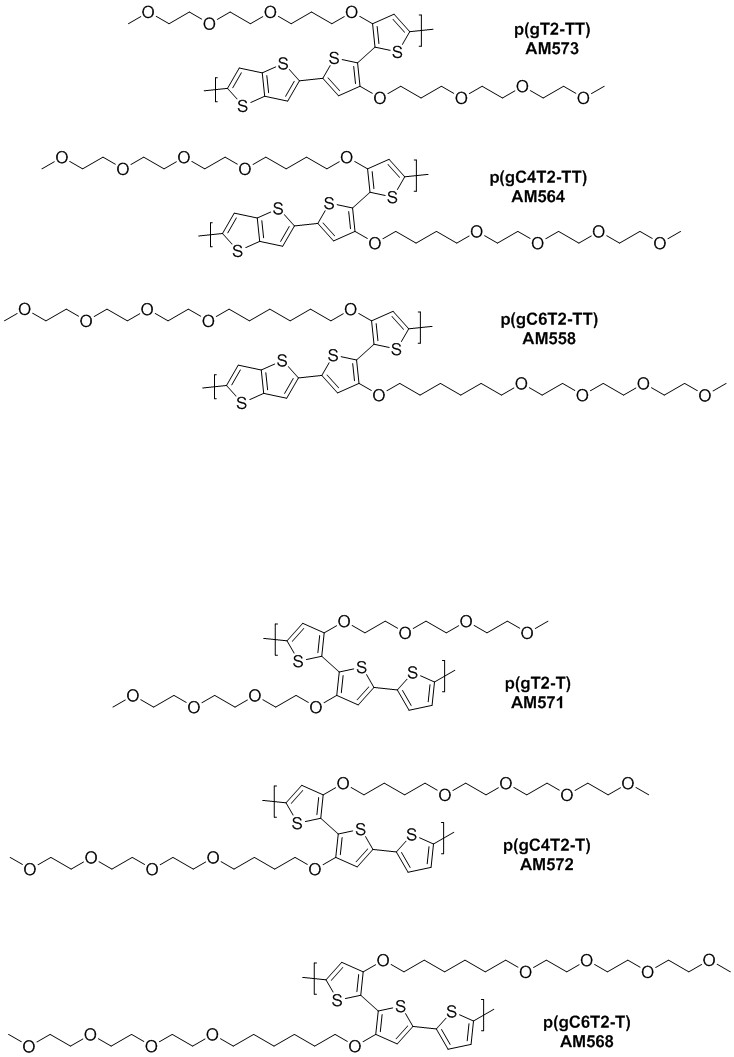 O O O O S p(gT2-TT)
S S AM573
S O O O O
O O O O O S p(gC4T2-TT)
S S AM564
S O O O O O
O O O O O S p(gC6T2-TT)
S S AM558
S O O O O O
S O O O O
O O O O S S p(gT2-T)
AM571
S O O O O O
O O O O O S S p(gC4T2-T)
AM572
S O O O O O
O O O O O S S p(gC6T2-T)
AM568